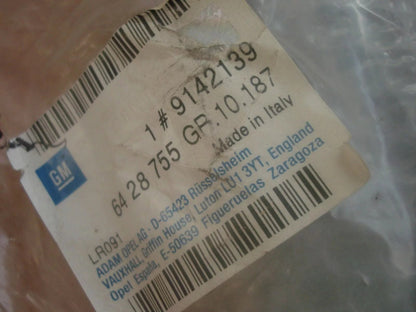 1 # 9142139
64 28 755 GR.10.187
Made in Italy
GM
LR091
ADAM OPEL AG · D-65423 Rüsselsheim
VAUXHALL, Griffin House, Luton LU1 3YT, England
Opel España, E-50639 Figueruelas Zaragoza